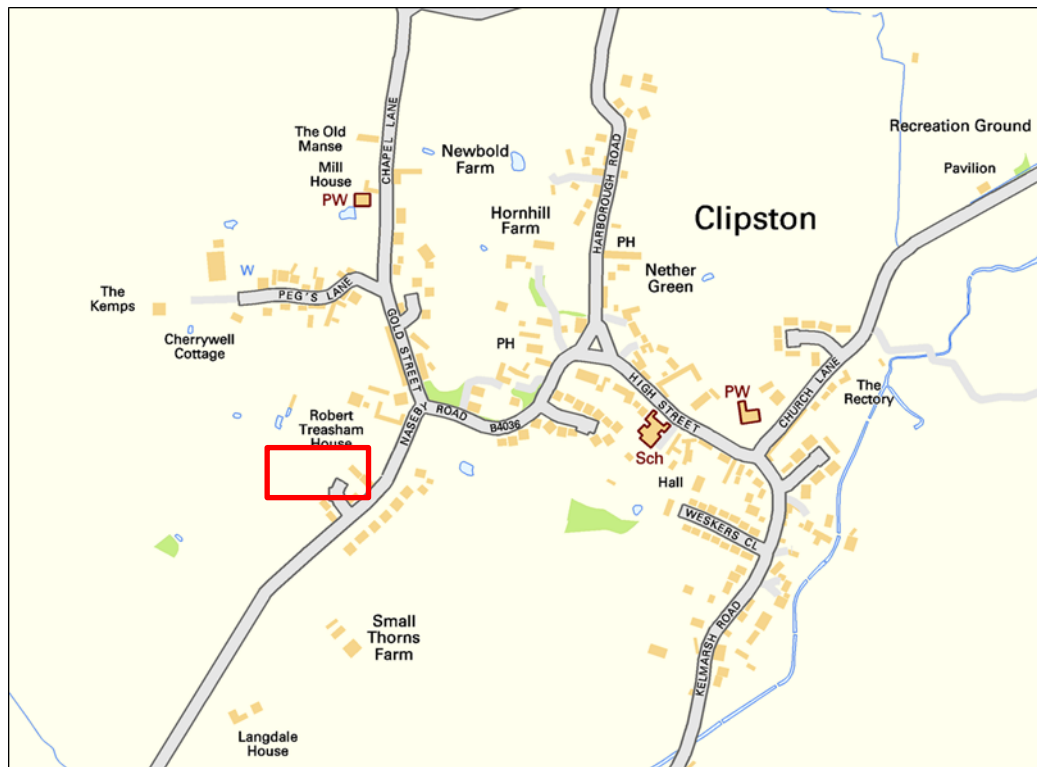 CHAPEL LANE
HARBOROUGH ROAD
The Old
Manse
Mill
House
PW
Newbold
Farm
Recreation Ground
Pavilion
Hornhill
Farm
PH
Clipston
Nether
Green
W
The
Kemps
PEG'S LANE
GOLD STREET
Cherrywell
Cottage
PH
HIGH STREET
PW
CHURCH LANE
The
Rectory
Robert
Treasham
House
NASEBY ROAD
B4036
Sch
Hall
WESKERS CL
KELMARSH ROAD
Small
Thorns
Farm
Langdale
House